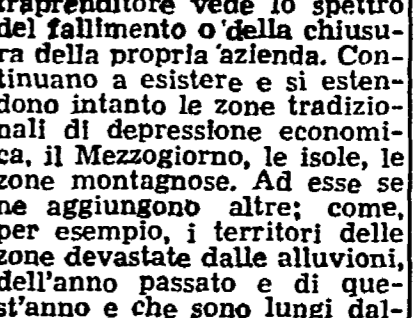 traprenditore vede lo spettro
del fallimento o della chiusu-
ra della propria azienda. Con-
tinuano a esistere e si esten-
dono intanto le zone tradizio-
nali di depressione economi-
ca, il Mezzogiorno, le isole, le
zone montagnose. Ad esse se
ne aggiungono altre; come,
per esempio, i territori delle
zone devastate dalle alluvioni,
dell'anno passato e di que-
st'anno e che sono lungi dal-